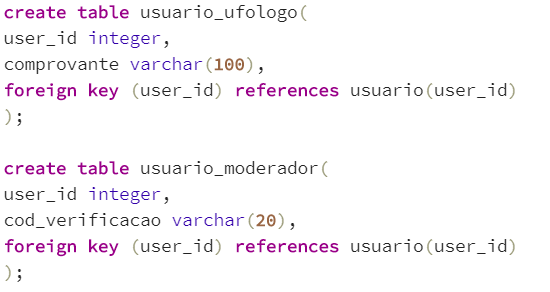 create table usuario_ufologo(
user_id integer,
comprovante varchar(100),
foreign key (user_id) references usuario(user_id)
);
create table usuario_moderador(
user_id integer,
cod_verificacao varchar(20),
foreign key (user_id) references usuario(user_id)
);